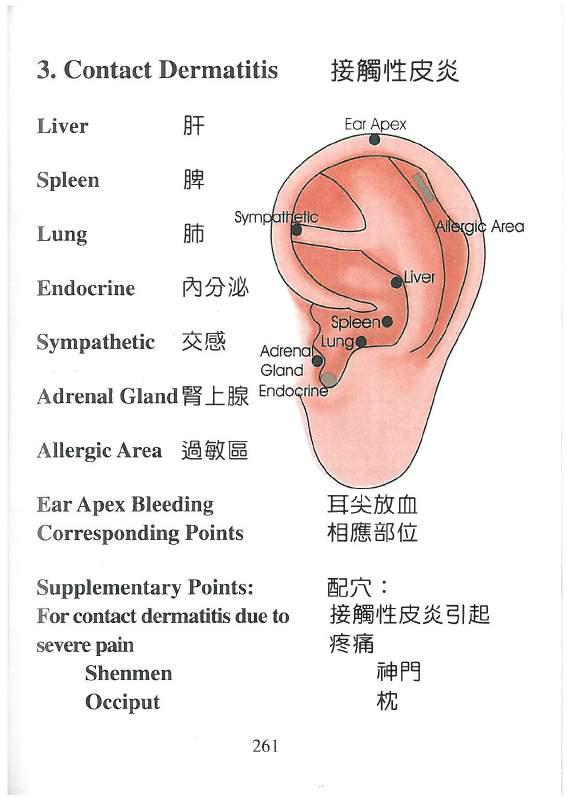 3. Contact Dermatitis 接觸性皮炎
Liver 肝
Spleen 脾
Lung 肺
Endocrine 內分泌
Sympathetic 交感
Adrenal Gland 腎上腺
Allergic Area 過敏區
Ear Apex
Sympathetic
Allergic Area
Liver
Spleen
Lung
Adrenal
Gland
Endocrine
Ear Apex Bleeding 耳尖放血
Corresponding Points 相應部位
Supplementary Points: 配穴：
For contact dermatitis due to 接觸性皮炎引起
severe pain 疼痛
Shenmen 神門
Occiput 枕
261